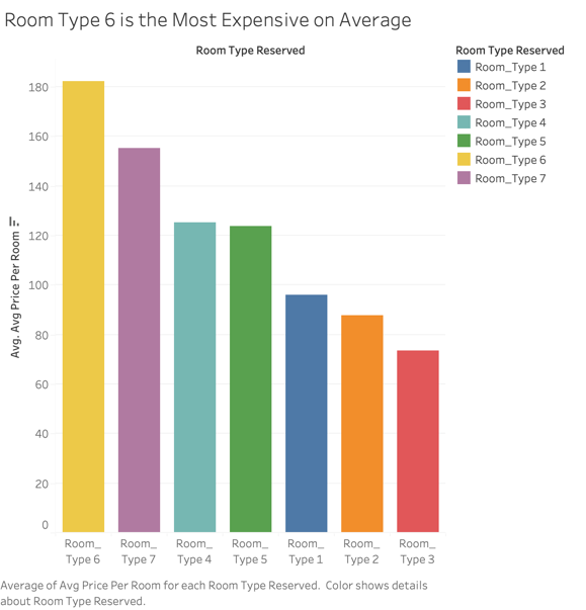 Room Type 6 is the Most Expensive on Average
Room Type Reserved
Avg. Avg Price Per Room
180
160
140
120
100
80
60
40
20
0
Room_
Type 6
Room_
Type 7
Room_
Type 4
Room_
Type 5
Room_
Type 1
Room_
Type 2
Room_
Type 3
Room Type Reserved
Room_Type 1
Room_Type 2
Room_Type 3
Room_Type 4
Room_Type 5
Room_Type 6
Room_Type 7
Average of Avg Price Per Room for each Room Type Reserved.  Color shows details
about Room Type Reserved.